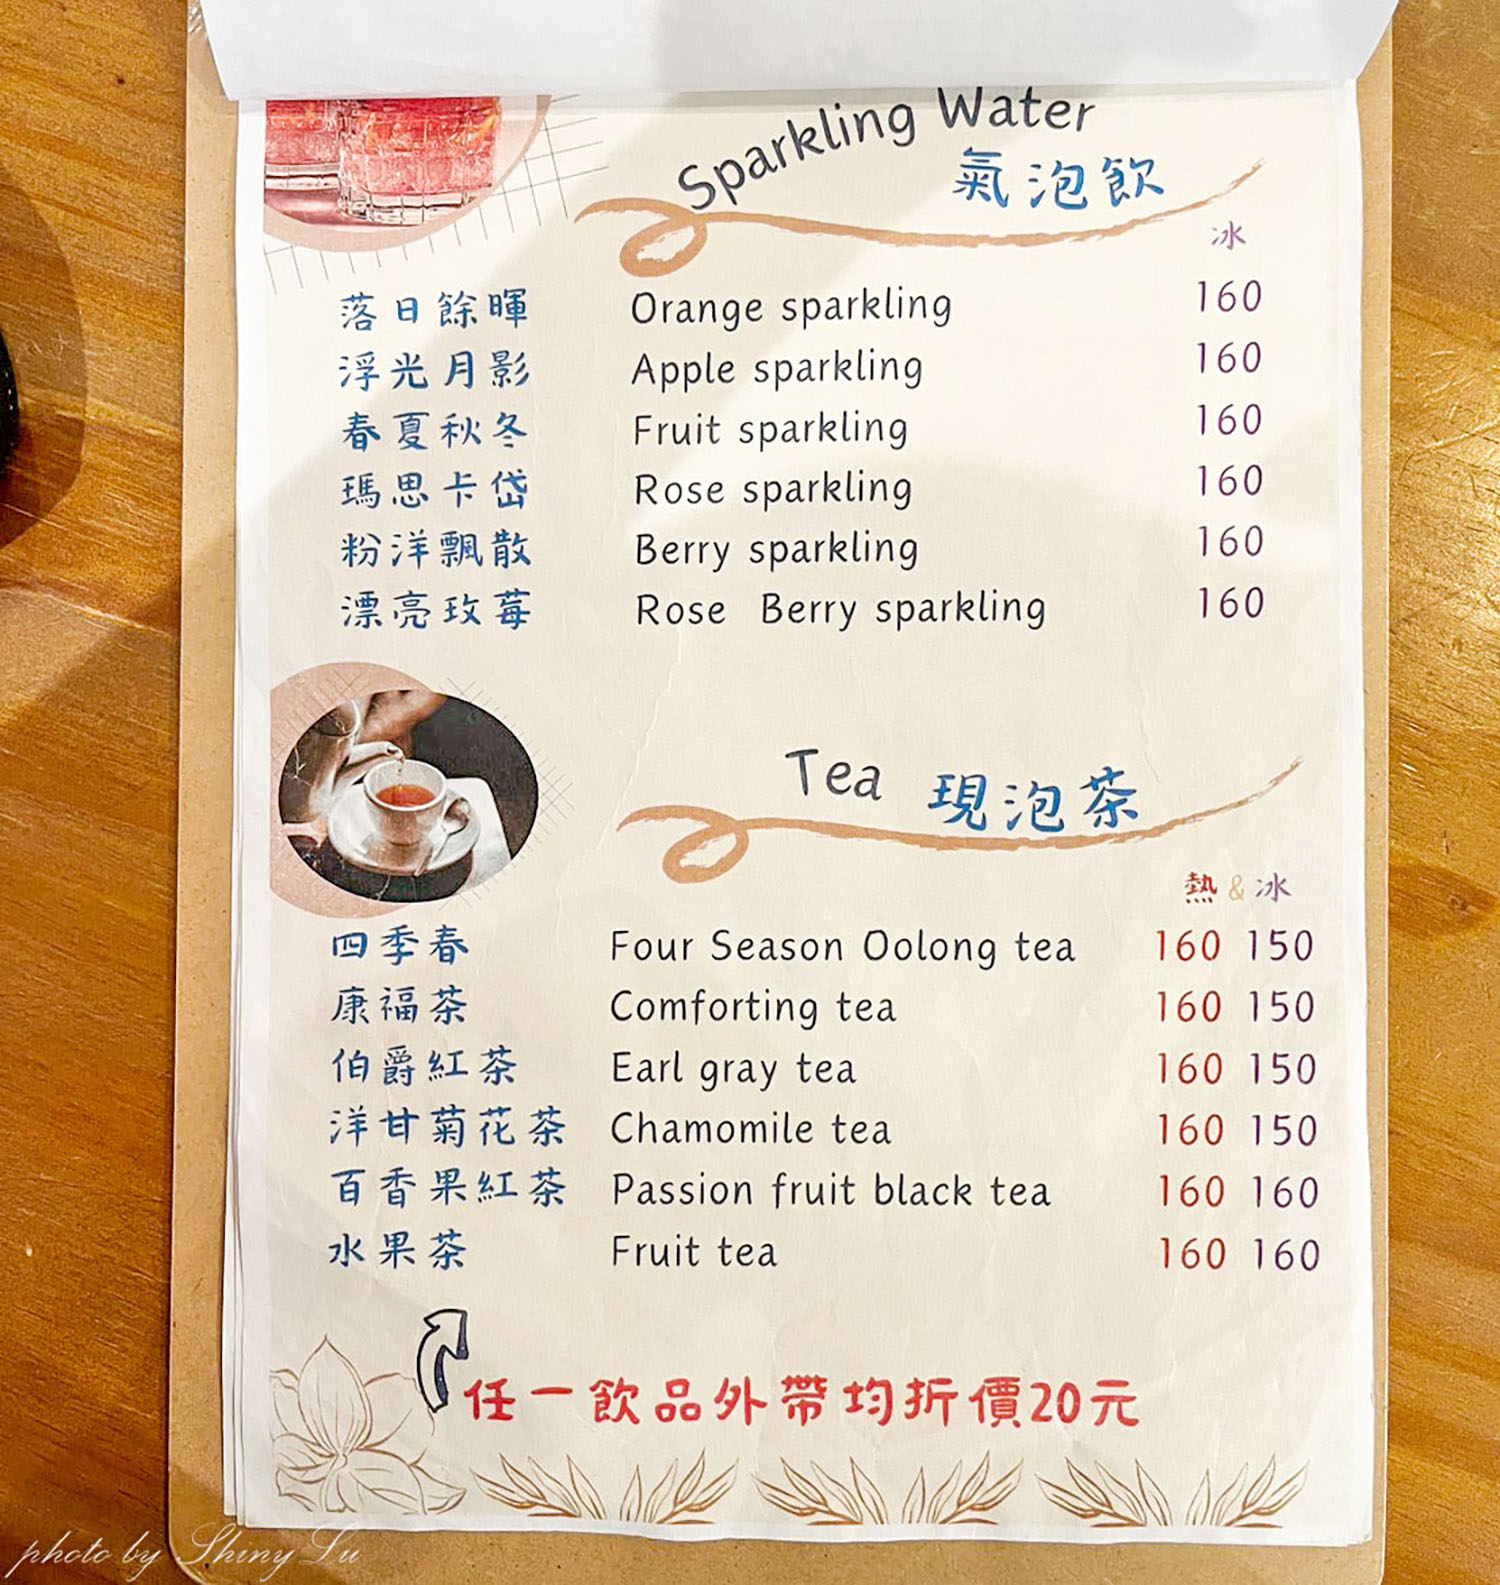 Sparkling Water
氣泡飲
冰
落日餘暉 Orange sparkling 160
浮光月影 Apple sparkling 160
春夏秋冬 Fruit sparkling 160
瑪思卡岱 Rose sparkling 160
粉洋飄散 Berry sparkling 160
漂亮玫莓 Rose Berry sparkling 160
Tea 現泡茶
熱 & 冰
四季春 Four Season Oolong tea 160 150
康福茶 Comforting tea 160 150
伯爵紅茶 Earl gray tea 160 150
洋甘菊花茶 Chamomile tea 160 150
百香果紅茶 Passion fruit black tea 160 160
水果茶 Fruit tea 160 160
任一飲品外帶均折價20元
photo by Shiny Lu